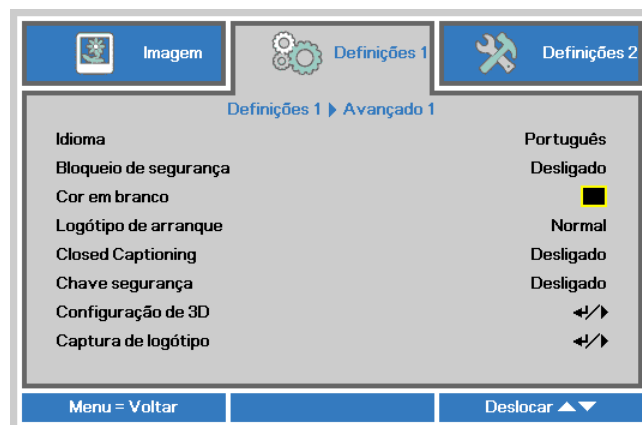 Imagem Definições 1 Definições 2
Definições 1 Avançado 1
Idioma Português
Bloqueio de segurança Desligado
Cor em branco
Logótipo de arranque Normal
Closed Captioning Desligado
Chave segurança Desligado
Configuração de 3D
Captura de logótipo
Menu = Voltar Deslocar